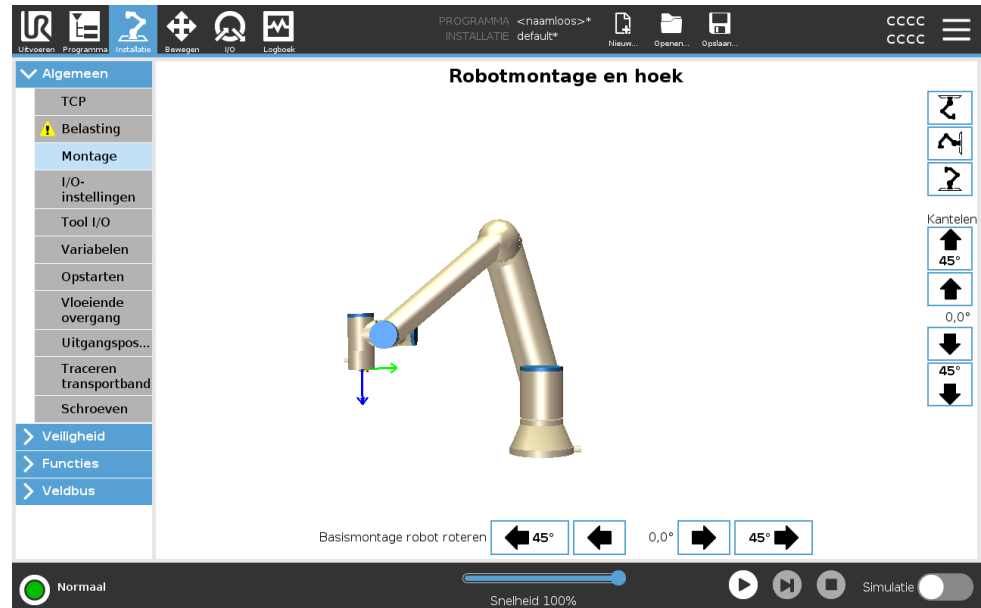 UR
Uitvoeren Programma Installatie Bewegen I/O Logboek
PROGRAMMA <naamloos>*
INSTALLATIE default*
Nieuw... Openen... Opslaan...
cccc
cccc
Algemeen
TCP
Belasting
Montage
I/O-
instellingen
Tool I/O
Variabelen
Opstarten
Vloeiende
overgang
Uitgangspos...
Traceren
transportband
Schroeven
Veiligheid
Functies
Veldbus
Robotmontage en hoek
Kantelen
45°
0,0°
45°
Basismontage robot roteren 45° 0,0° 45°
Normaal
Snelheid 100%
Simulatie